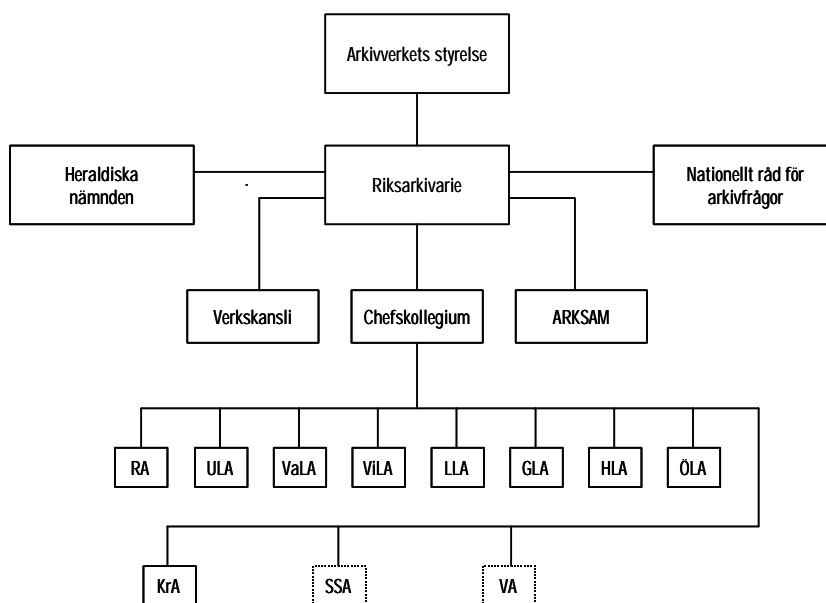 Arkivverkets styrelse
Heraldiska
nämnden
Riksarkivarie
Nationellt råd för
arkivfrågor
Verkskansli
Chefskollegium
ARKSAM
RA
ULA
VaLA
ViLA
LLA
GLA
HLA
ÖLA
KrA
SSA
VA